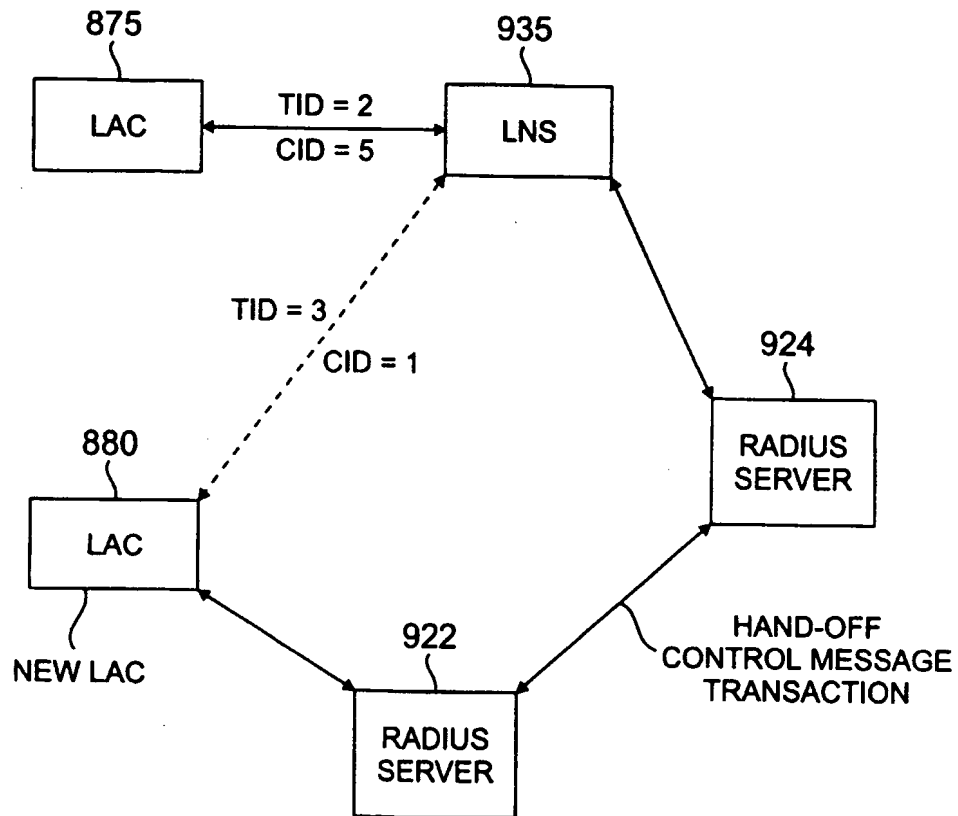 875
935
LAC
TID = 2
CID = 5
LNS
TID = 3
CID = 1
924
RADIUS
SERVER
880
LAC
NEW LAC
922
RADIUS
SERVER
HAND-OFF
CONTROL MESSAGE
TRANSACTION